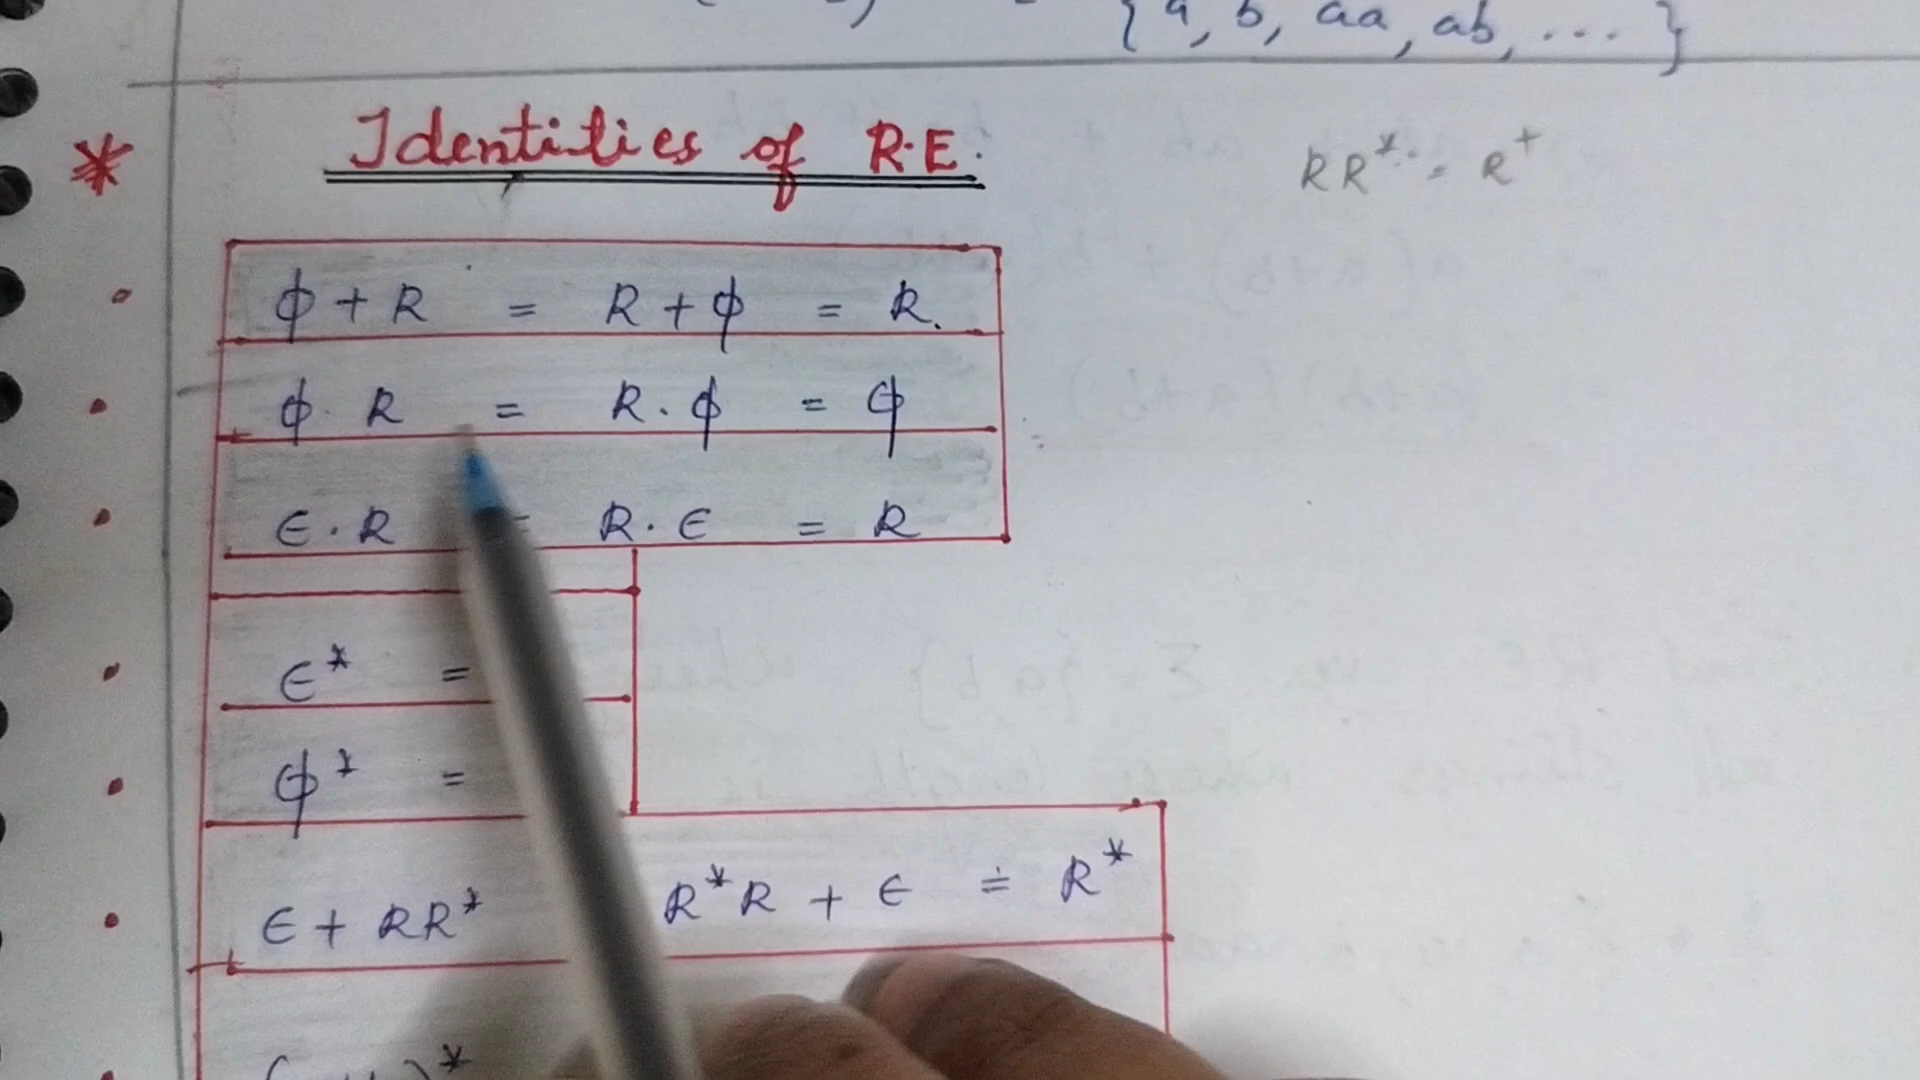 {a, b, aa, ab, ... }
* Identities of R.E.
RR* = R⁺
ϕ + R = R + ϕ = R.
ϕ · R = R · ϕ = ϕ
ϵ · R = R · ϵ = R
ϵ* =
ϕ* =
ϵ + RR* R*R + ϵ = R*